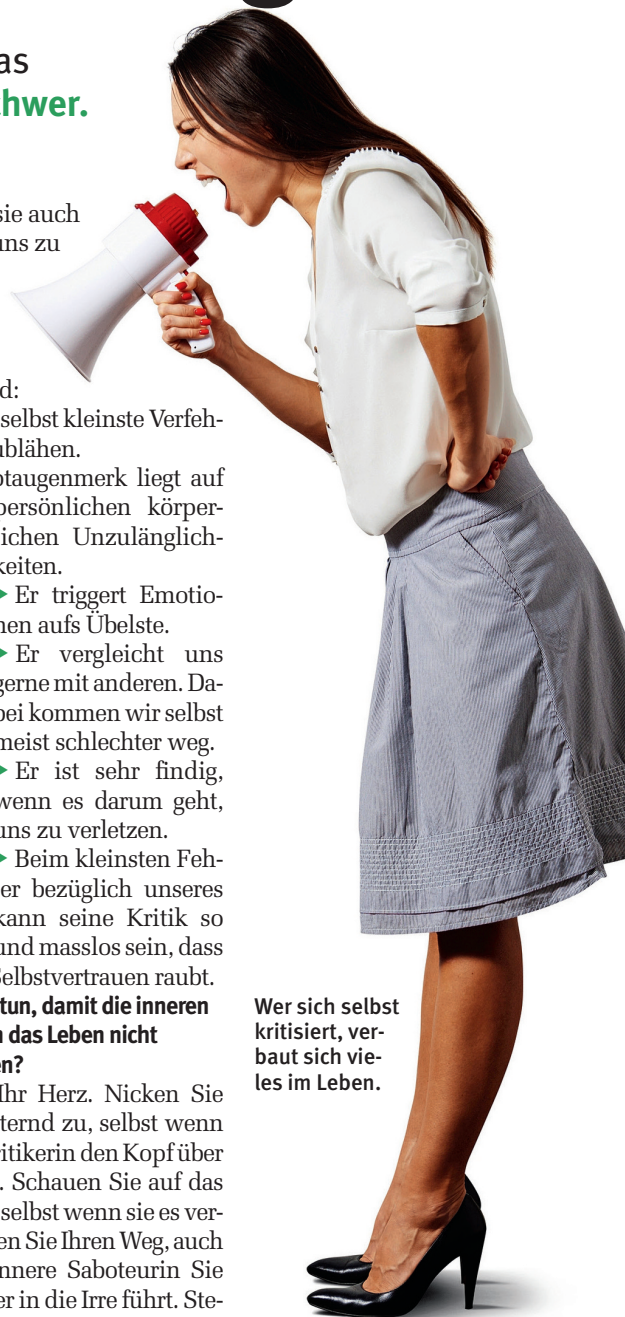 as
hwer.
sie auch
uns zu
d:
selbst kleinste Verfeh-
ublähen.
ptaugenmerk liegt auf
persönlichen körper-
lichen Unzulänglich-
keiten.
Er triggert Emotio-
nen aufs Übelste.
Er vergleicht uns
gerne mit anderen. Da-
bei kommen wir selbst
meist schlechter weg.
Er ist sehr findig,
wenn es darum geht,
uns zu verletzen.
Beim kleinsten Feh-
er bezüglich unseres
kann seine Kritik so
und masslos sein, dass
Selbstvertrauen raubt.
tun, damit die inneren
n das Leben nicht
en?
Ihr Herz. Nicken Sie
ternd zu, selbst wenn
ritikerin den Kopf über
. Schauen Sie auf das
selbst wenn sie es ver-
en Sie Ihren Weg, auch
nnere Saboteurin Sie
er in die Irre führt. Ste-
Wer sich selbst
kritisiert, ver-
baut sich vie-
les im Leben.